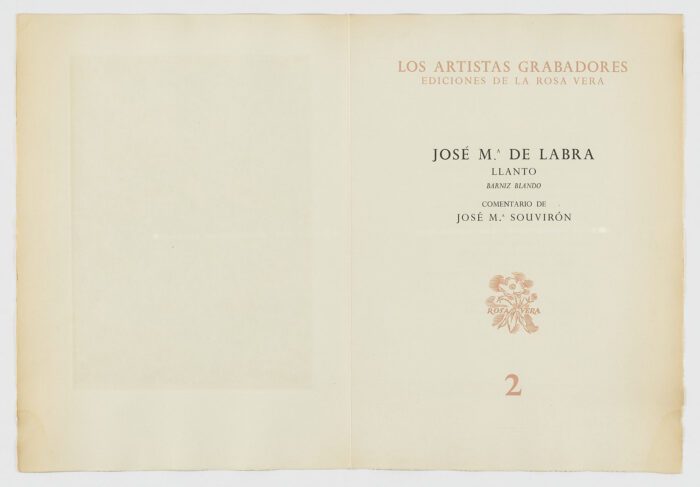 LOS ARTISTAS GRABADORES
EDICIONES DE LA ROSA VERA
JOSÉ M.ᴬ DE LABRA
LLANTO
BARNIZ BLANDO
COMENTARIO DE
JOSÉ M.ᴬ SOUVIRÓN
ROSA VERA
2